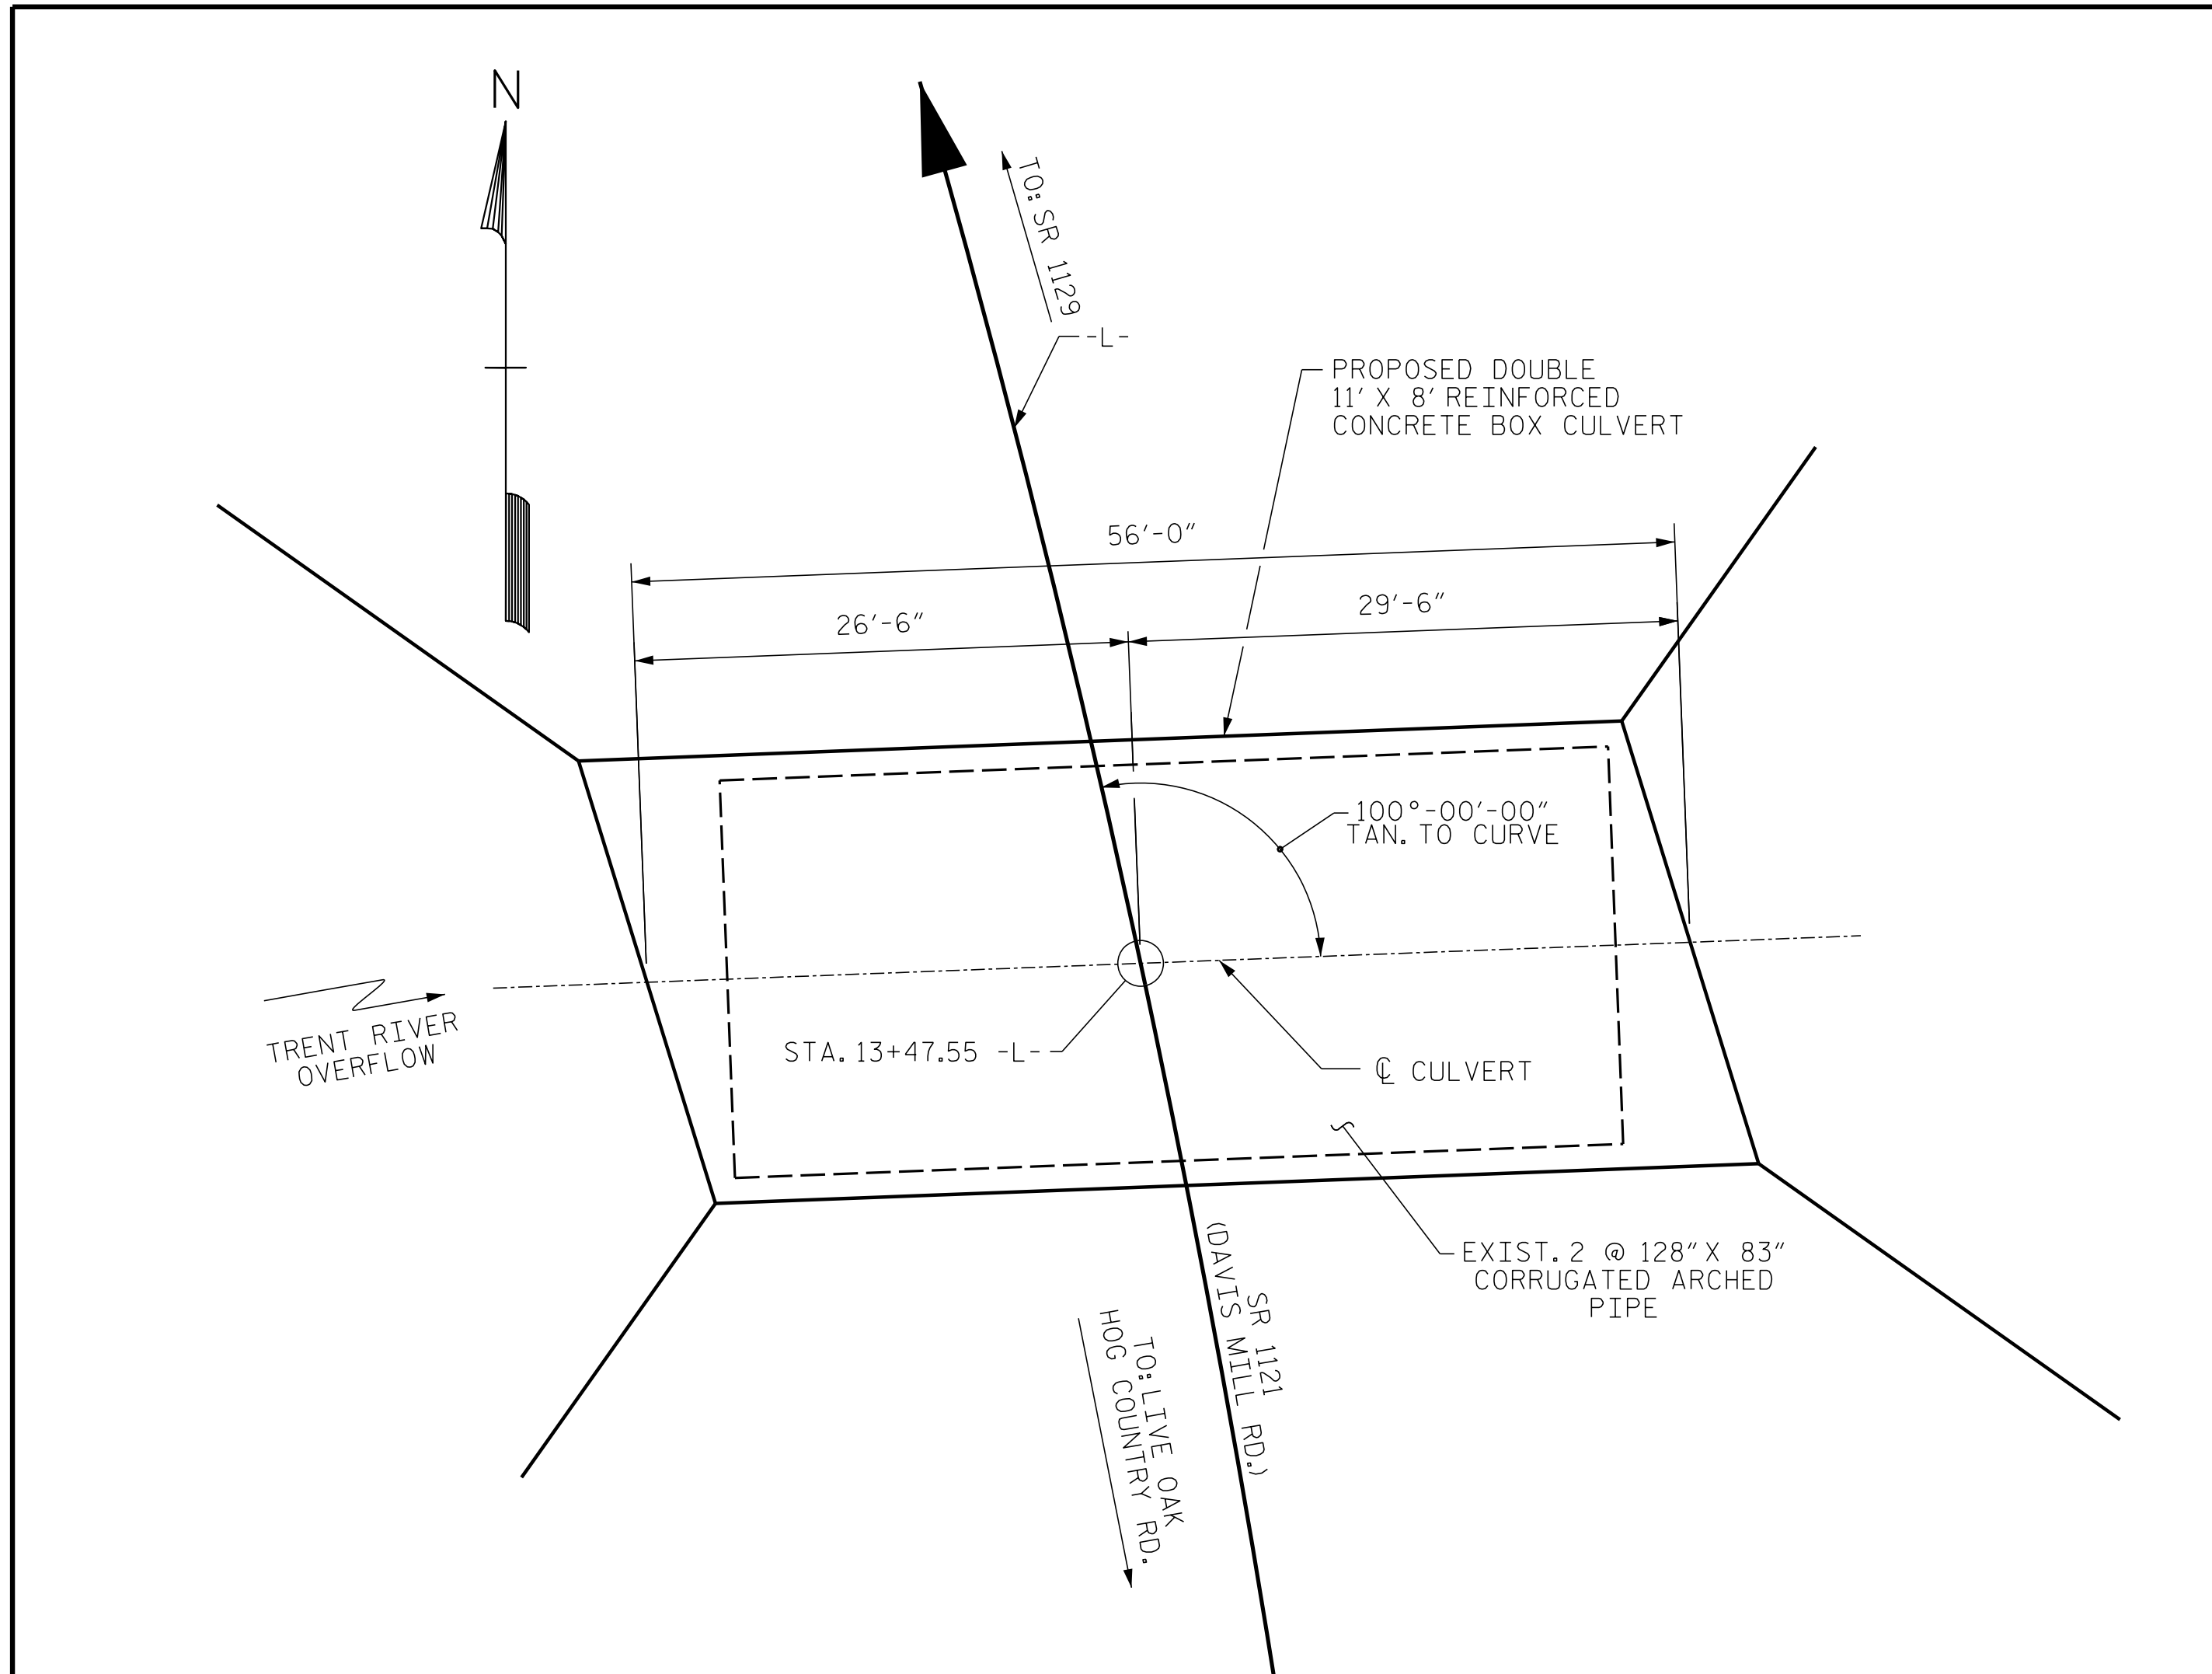 N
TO: SR 1129
-L-
PROPOSED DOUBLE
11' X 8' REINFORCED
CONCRETE BOX CULVERT
56'-0"
26'-6"
29'-6"
100°-00'-00"
TAN. TO CURVE
TRENT RIVER
OVERFLOW
STA. 13+47.55 -L-
℄ CULVERT
EXIST. 2 @ 128" X 83"
CORRUGATED ARCHED
PIPE
SR 1121
(DAVIS MILL RD.)
TO: LIVE OAK
HOG COUNTRY RD.